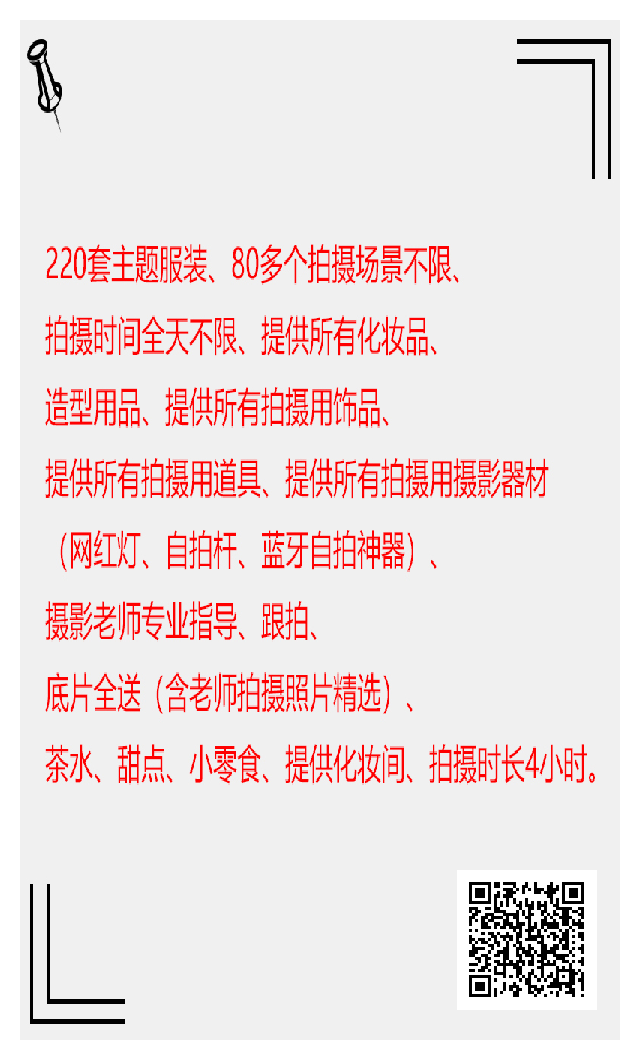 220套主题服装、80多个拍摄场景不限、
拍摄时间全天不限、提供所有化妆品、
造型用品、提供所有拍摄用饰品、
提供所有拍摄用道具、提供所有拍摄用摄影器材
（网红灯、自拍杆、蓝牙自拍神器）、
摄影老师专业指导、跟拍、
底片全送（含老师拍摄照片精选）、
茶水、甜点、小零食、提供化妆间、拍摄时长4小时。